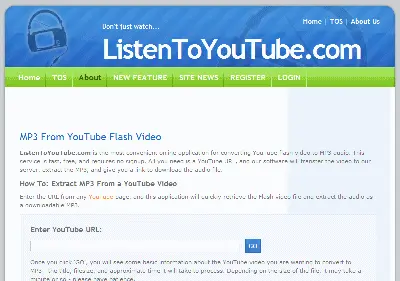 Home | TOS | About Us
Don't just watch...
ListenToYouTube.com
Home TOS About NEW FEATURE SITE NEWS REGISTER LOGIN
MP3 From YouTube Flash Video
ListenToYouTube.com is the most convenient online application for converting YouTube flash video to MP3 audio. This
service is fast, free, and requires no signup. All you need is a YouTube URL, and our software will transfer the video to our
server, extract the MP3, and give you a link to download the audio file.
How To: Extract MP3 From a YouTube Video
Enter the URL from any YouTube page, and this application will quickly retrieve the Flash video file and extract the audio as
a downloadable MP3.
Enter YouTube URL:
GO
Once you click 'GO', you will see some basic information about the YouTube video you are wanting to convert to
MP3 - the title, filesize, and approximate time it will take to process. Depending on the size of the file, it may take a
minute or so - please have patience.